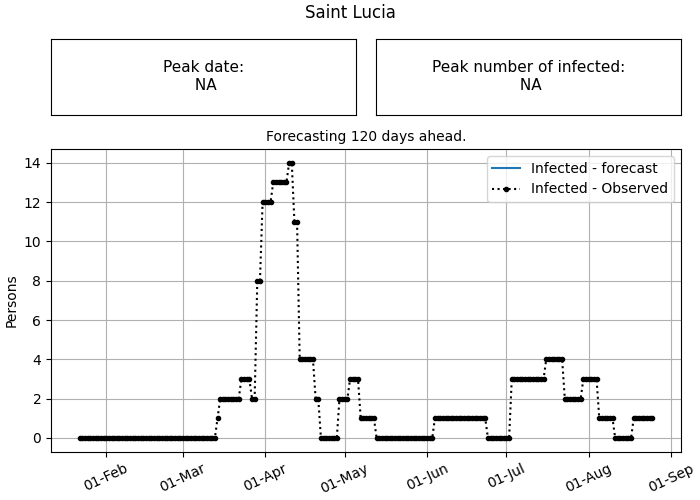 Saint Lucia
Peak date:
NA
Peak number of infected:
NA
Forecasting 120 days ahead.
Infected - forecast
Infected - Observed
Persons
14
12
10
8
6
4
2
0
01-Feb
01-Mar
01-Apr
01-May
01-Jun
01-Jul
01-Aug
01-Sep